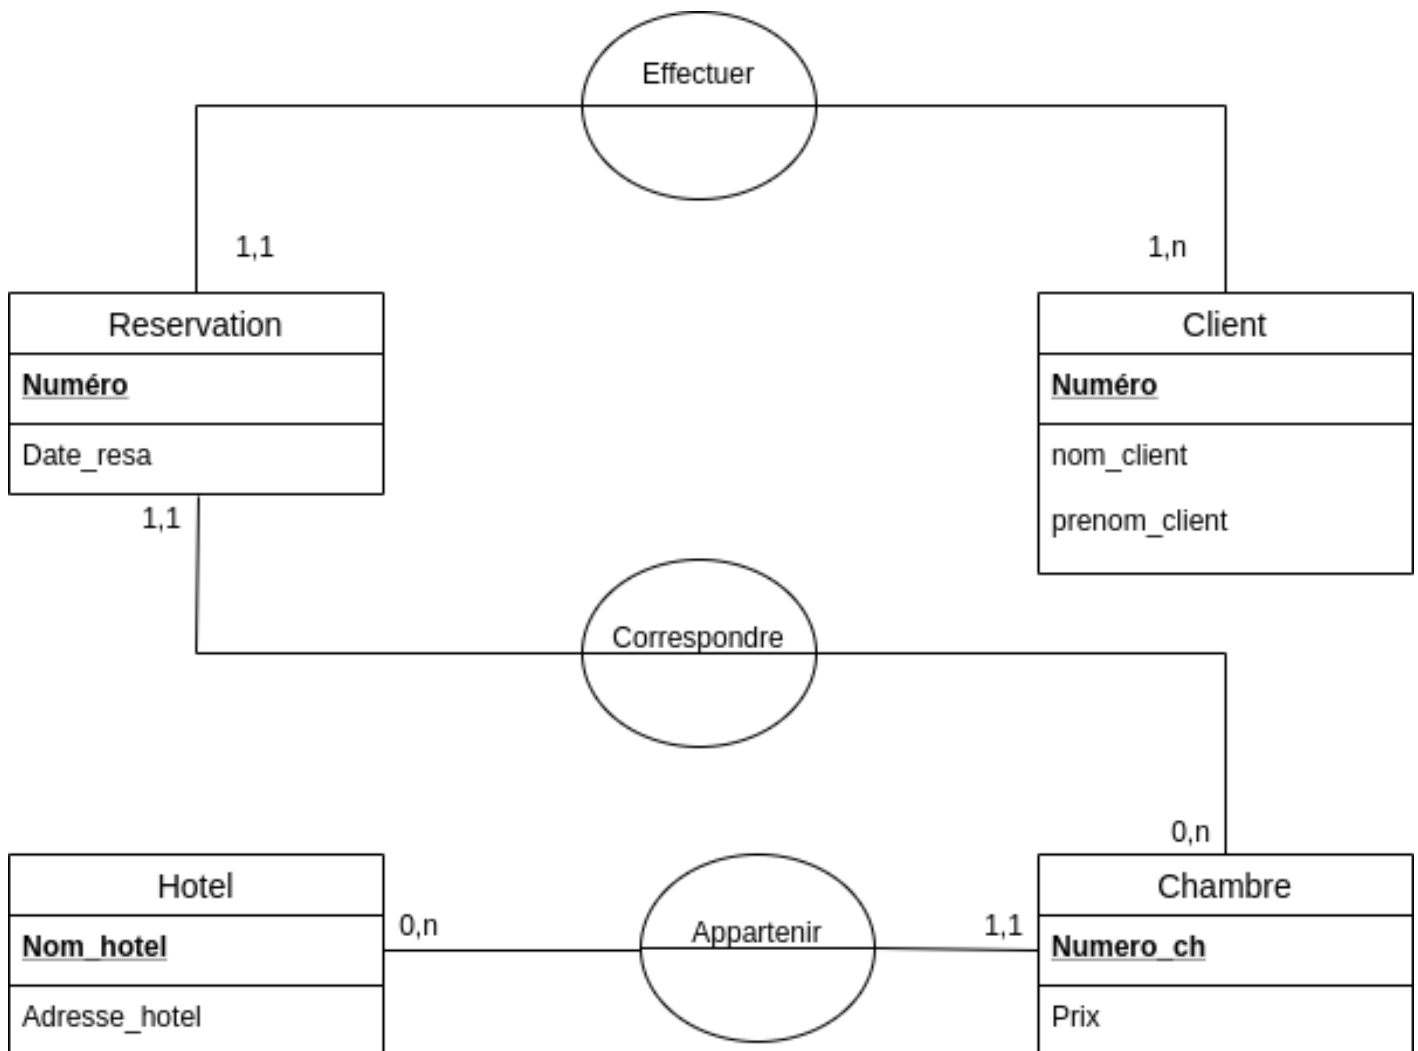 Effectuer
1,1
1,n
Reservation
Numéro
Date_resa
Client
Numéro
nom_client
prenom_client
1,1
Correspondre
0,n
Hotel
Nom_hotel
Adresse_hotel
0,n
Appartenir
1,1
Chambre
Numero_ch
Prix